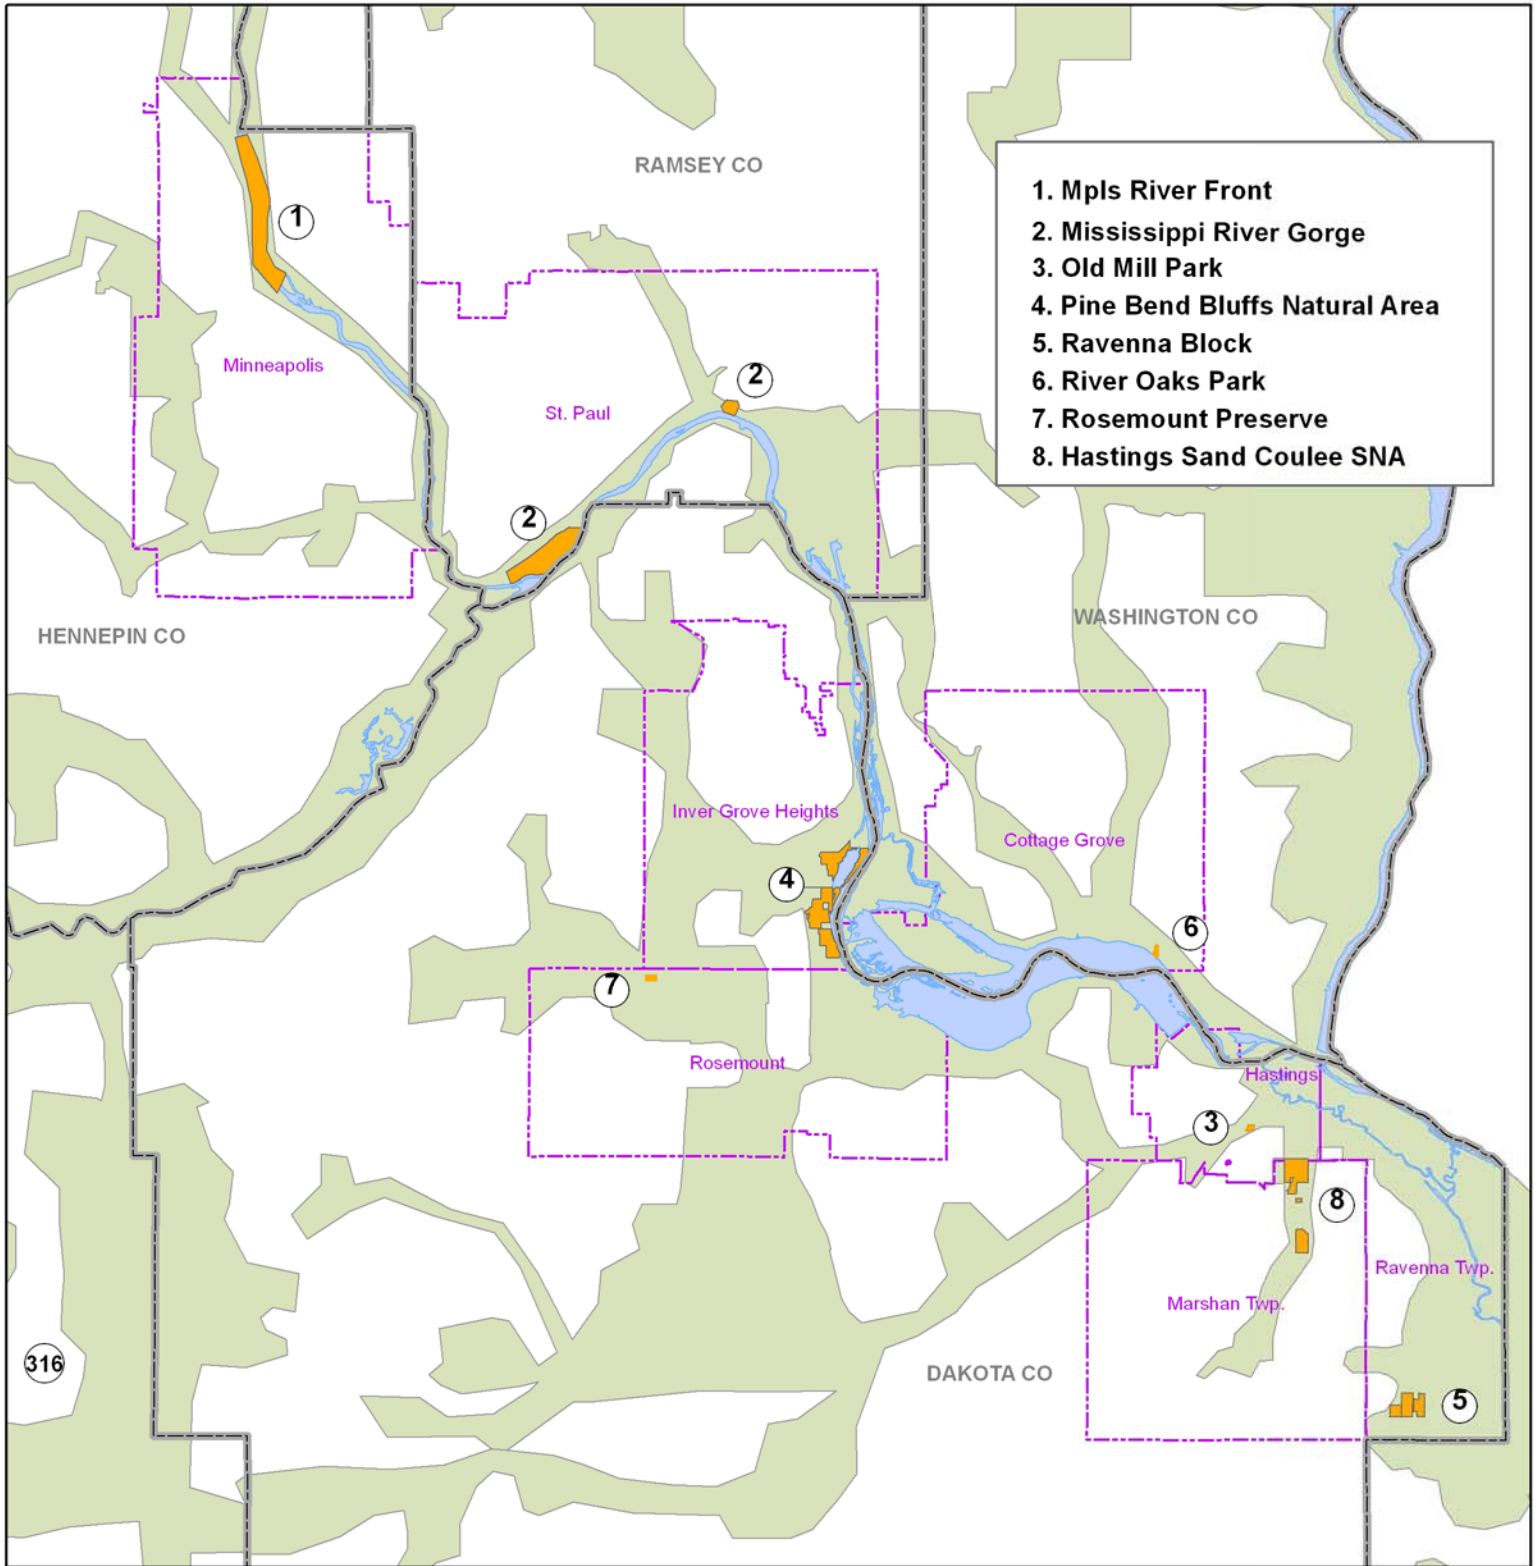 RAMSEY CO
1. Mpls River Front
2. Mississippi River Gorge
3. Old Mill Park
4. Pine Bend Bluffs Natural Area
5. Ravenna Block
6. River Oaks Park
7. Rosemount Preserve
8. Hastings Sand Coulee SNA
1
Minneapolis
2
St. Paul
2
HENNEPIN CO
WASHINGTON CO
Inver Grove Heights
Cottage Grove
4
6
7
Rosemount
Hastings
3
8
Ravenna Twp.
Marshan Twp.
316
DAKOTA CO
5